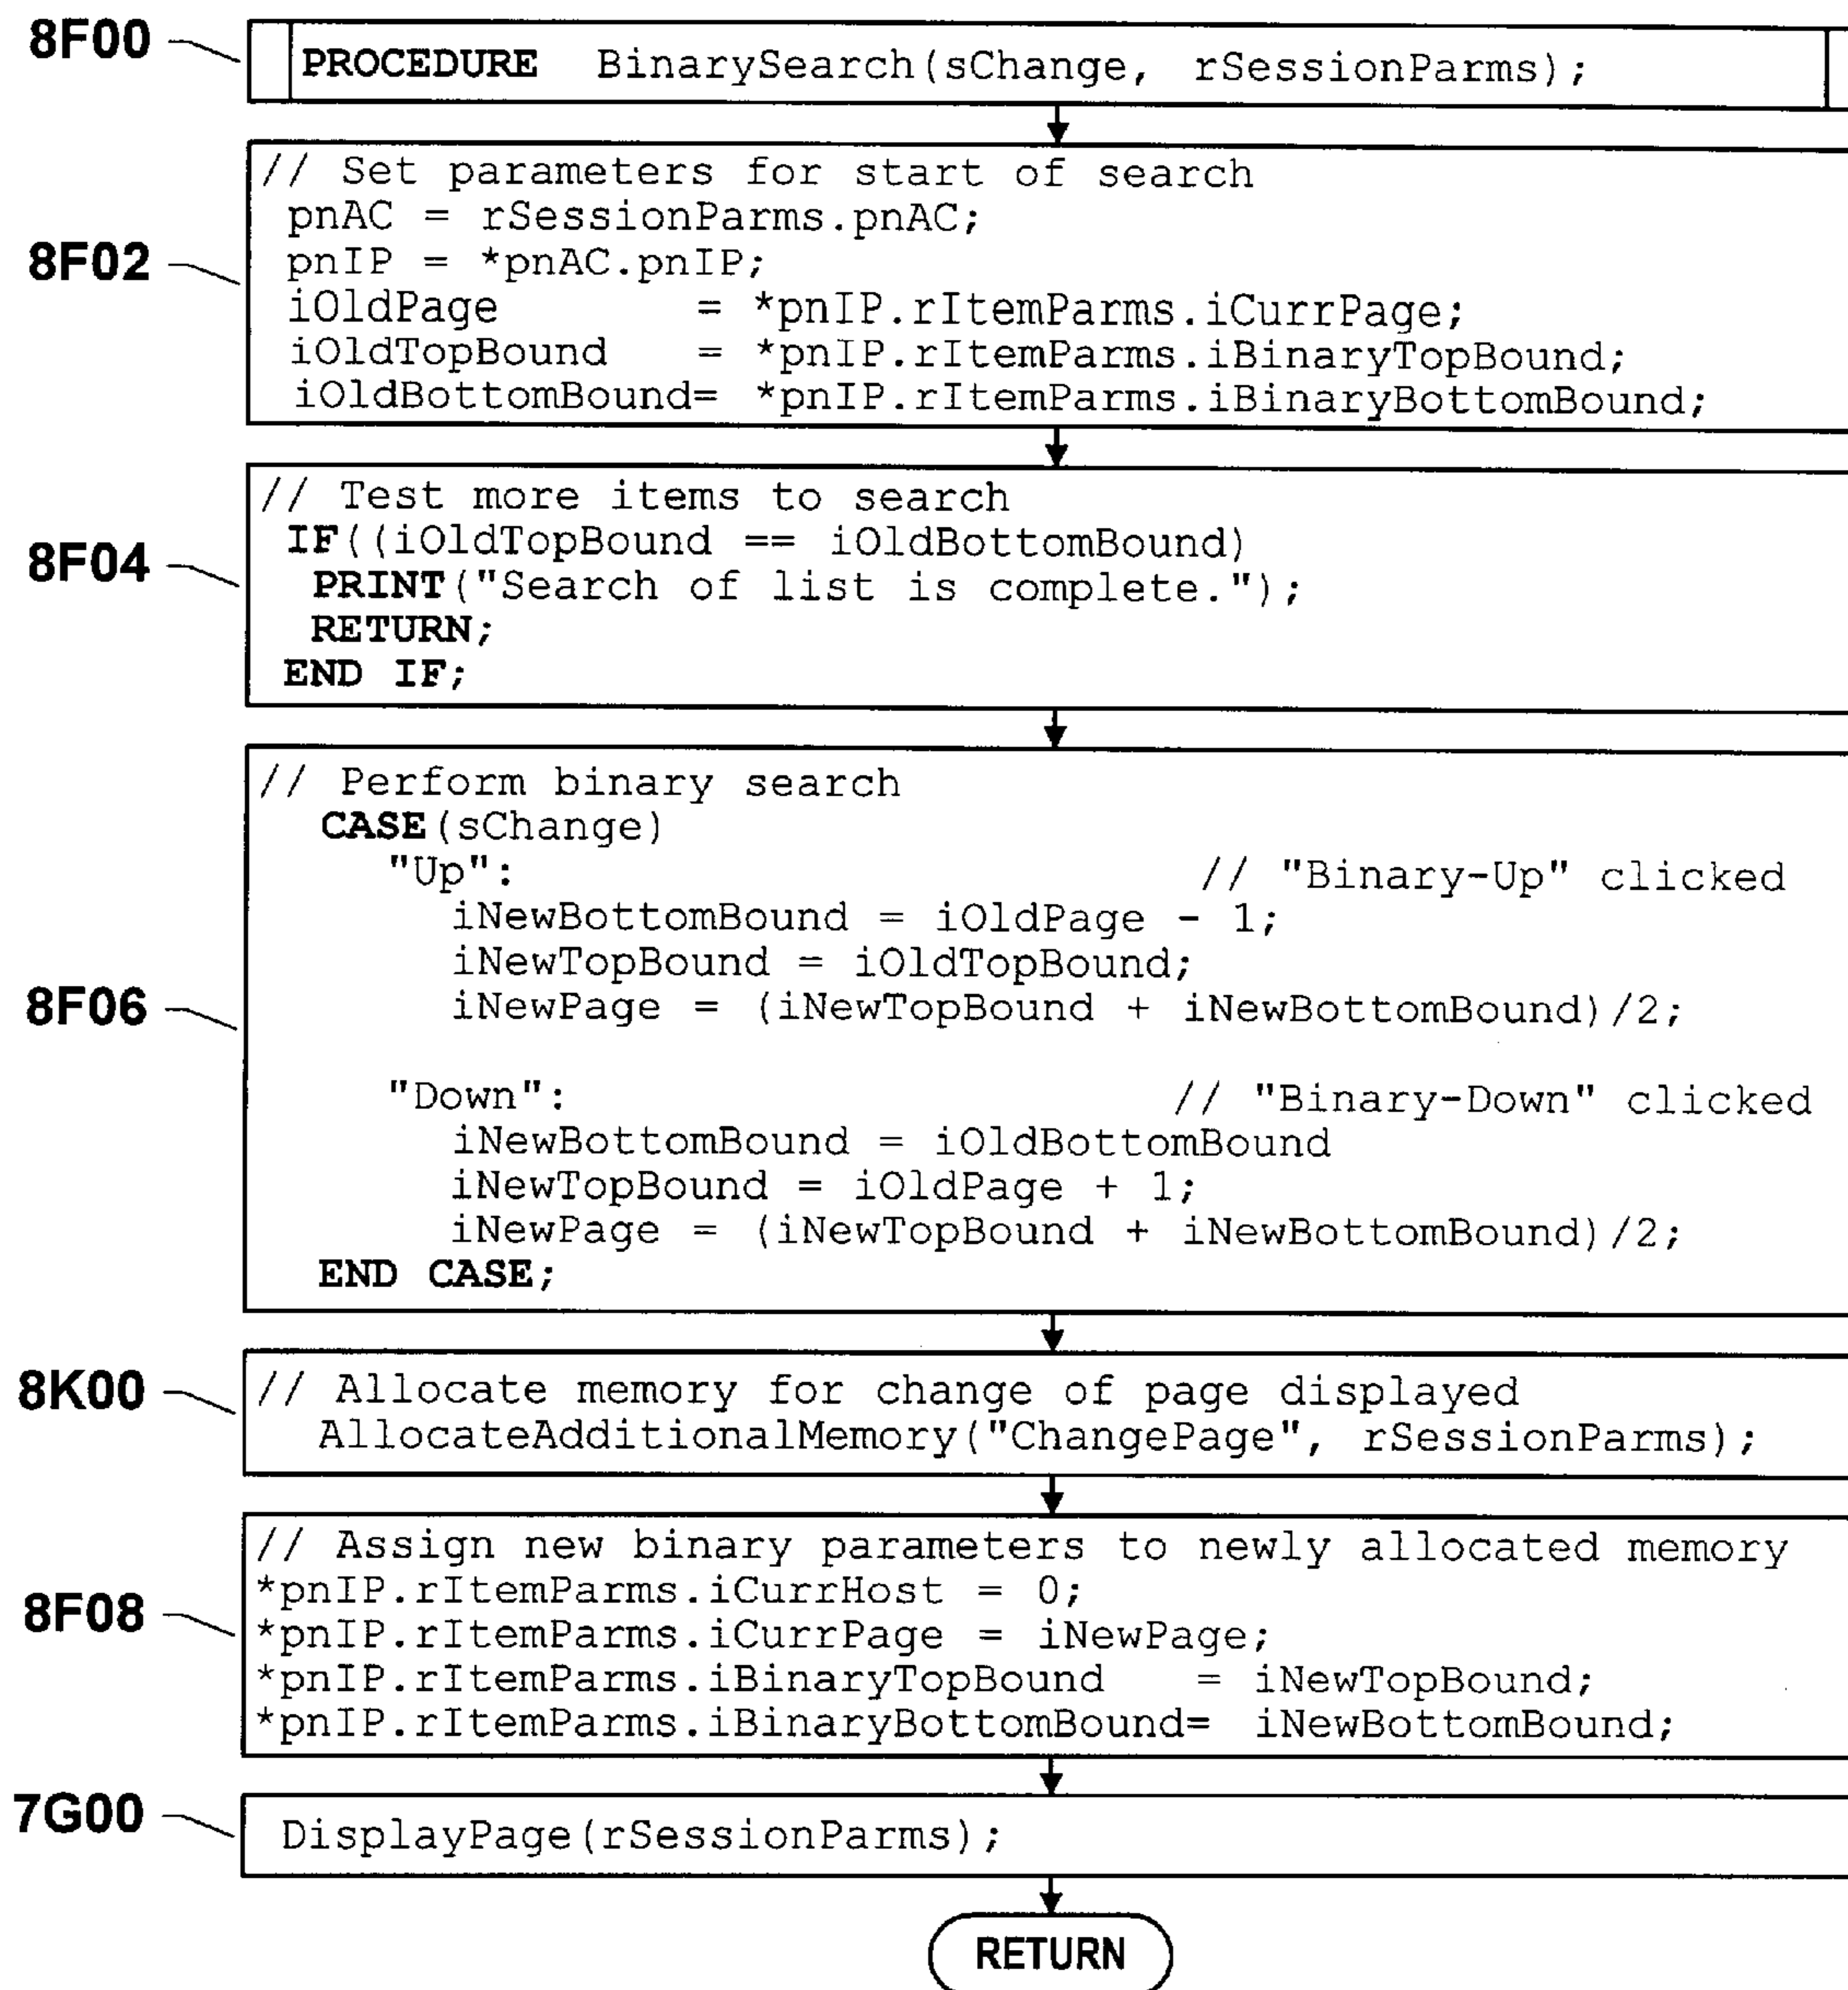 8F00
PROCEDURE BinarySearch(sChange, rSessionParms);
8F02
// Set parameters for start of search
pnAC = rSessionParms.pnAC;
pnIP = *pnAC.pnIP;
iOldPage = *pnIP.rItemParms.iCurrPage;
iOldTopBound = *pnIP.rItemParms.iBinaryTopBound;
iOldBottomBound= *pnIP.rItemParms.iBinaryBottomBound;
8F04
// Test more items to search
IF((iOldTopBound == iOldBottomBound)
PRINT("Search of list is complete.");
RETURN;
END IF;
8F06
// Perform binary search
CASE(sChange)
"Up": // "Binary-Up" clicked
iNewBottomBound = iOldPage - 1;
iNewTopBound = iOldTopBound;
iNewPage = (iNewTopBound + iNewBottomBound)/2;
"Down": // "Binary-Down" clicked
iNewBottomBound = iOldBottomBound
iNewTopBound = iOldPage + 1;
iNewPage = (iNewTopBound + iNewBottomBound)/2;
END CASE;
8K00
// Allocate memory for change of page displayed
AllocateAdditionalMemory("ChangePage", rSessionParms);
8F08
// Assign new binary parameters to newly allocated memory
*pnIP.rItemParms.iCurrHost = 0;
*pnIP.rItemParms.iCurrPage = iNewPage;
*pnIP.rItemParms.iBinaryTopBound = iNewTopBound;
*pnIP.rItemParms.iBinaryBottomBound= iNewBottomBound;
7G00
DisplayPage(rSessionParms);
RETURN